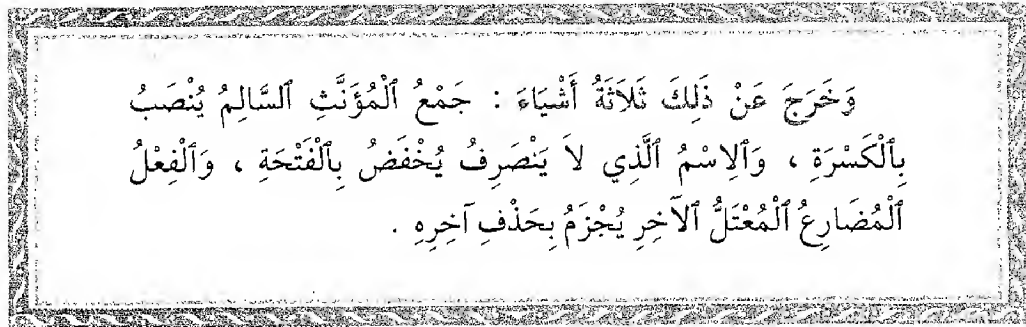 وَخَرَجَ عَنْ ذَلِكَ ثَلَاثَةُ أَشْيَاءَ : جَمْعُ ٱلْمُؤَنَّثِ ٱلسَّالِمُ يُنْصَبُ
بِٱلْكَسْرَةِ ، وَٱلِاسْمُ ٱلَّذِي لَا يَنْصَرِفُ يُخْفَضُ بِٱلْفَتْحَةِ ، وَٱلْفِعْلُ
ٱلْمُضَارِعُ ٱلْمُعْتَلُّ ٱلْآخِرِ يُجْزَمُ بِحَذْفِ آخِرِهِ .